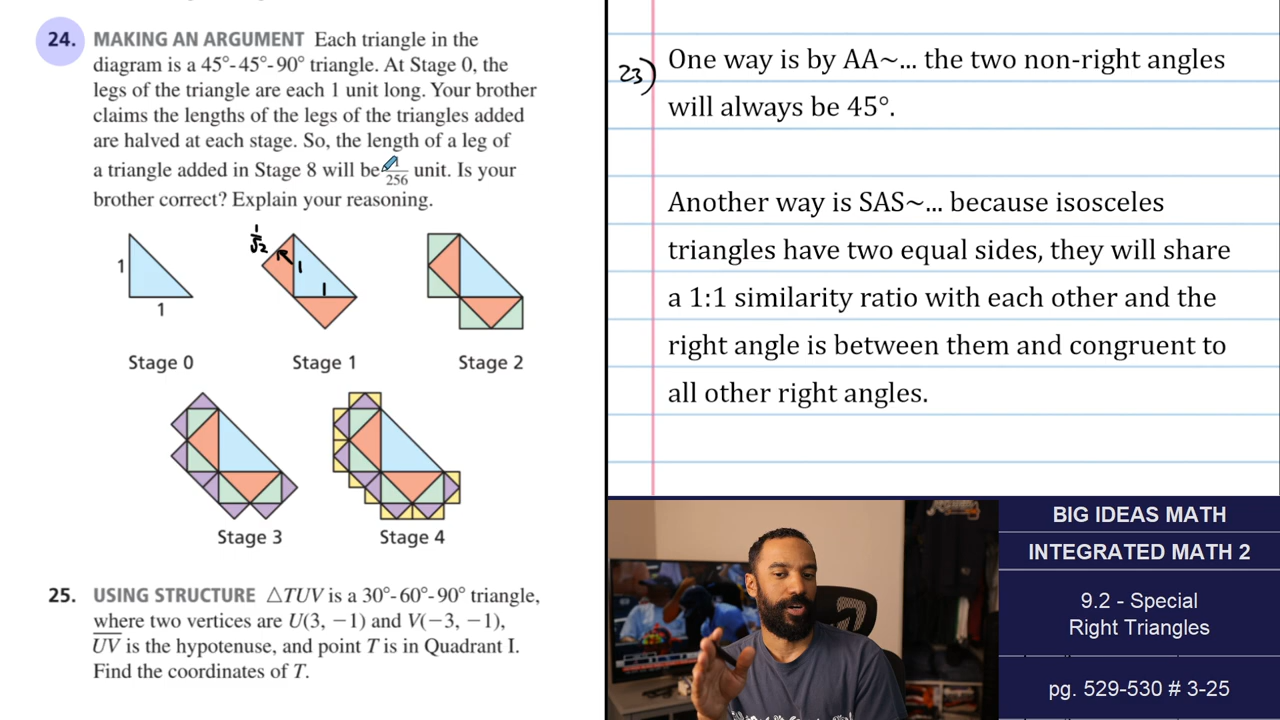 24. MAKING AN ARGUMENT Each triangle in the
diagram is a 45°-45°-90° triangle. At Stage 0, the
legs of the triangle are each 1 unit long. Your brother
claims the lengths of the legs of the triangles added
are halved at each stage. So, the length of a leg of
a triangle added in Stage 8 will be 1/256 unit. Is your
brother correct? Explain your reasoning.
1
1
Stage 0
1/√2
1
1
Stage 1
Stage 2
Stage 3
Stage 4
25. USING STRUCTURE △TUV is a 30°-60°-90° triangle,
where two vertices are U(3, −1) and V(−3, −1),
UV is the hypotenuse, and point T is in Quadrant I.
Find the coordinates of T.
23)
One way is by AA~... the two non-right angles
will always be 45°.
Another way is SAS~... because isosceles
triangles have two equal sides, they will share
a 1:1 similarity ratio with each other and the
right angle is between them and congruent to
all other right angles.
BIG IDEAS MATH
INTEGRATED MATH 2
9.2 - Special
Right Triangles
pg. 529-530 # 3-25